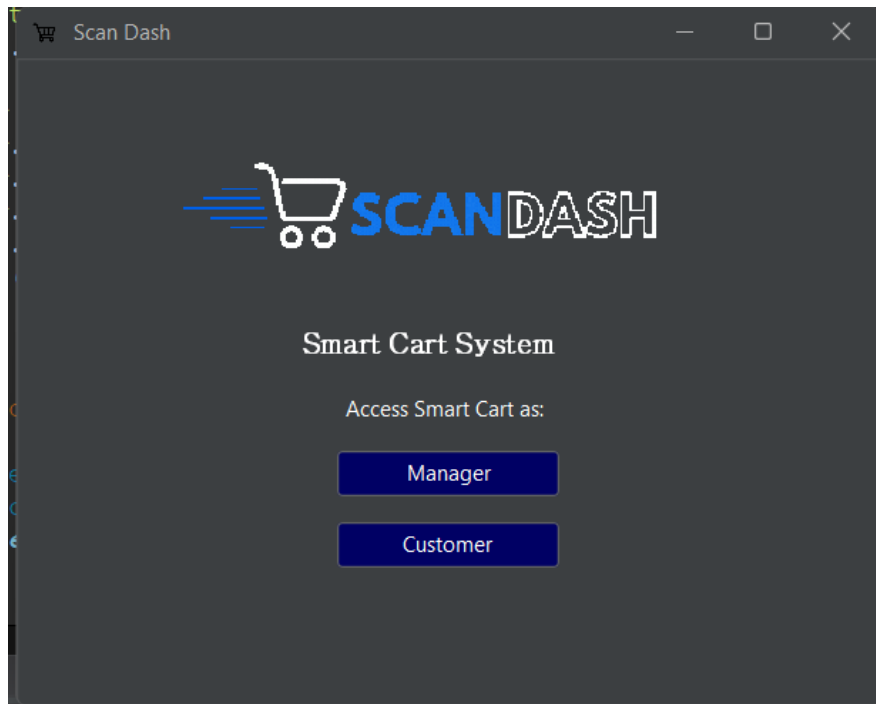 Scan Dash
SCANDASH
Smart Cart System
Access Smart Cart as:
Manager
Customer